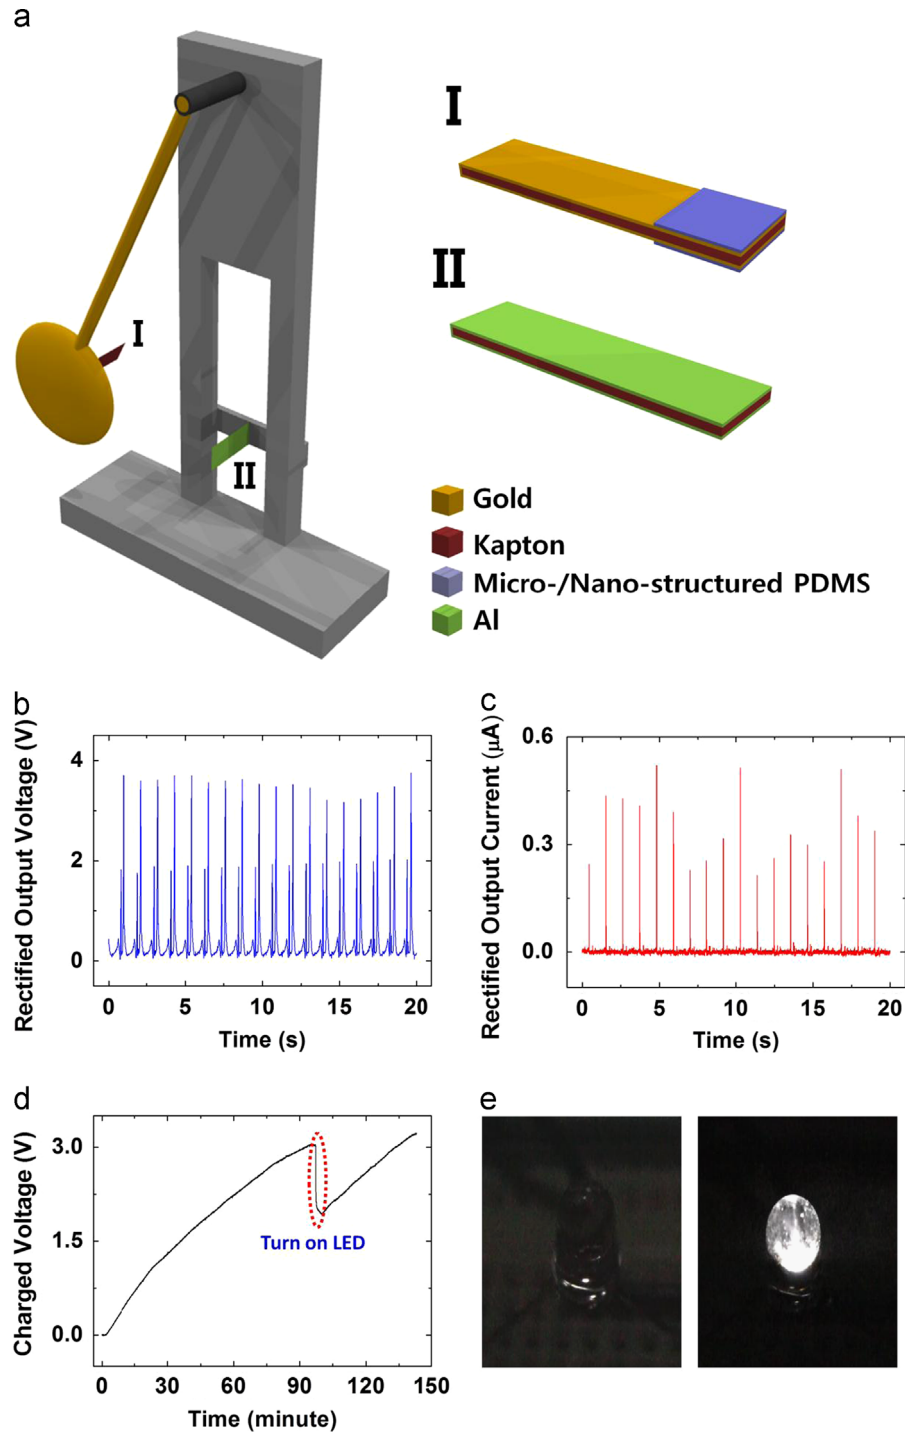 a
I
II
I
II
Gold
Kapton
Micro-/Nano-structured PDMS
Al
b
Rectified Output Voltage (V)
4
2
0
0 5 10 15 20
Time (s)
c
Rectified Output Current (μA)
0.6
0.3
0.0
0 5 10 15 20
Time (s)
d
Charged Voltage (V)
3.0
1.5
0.0
Turn on LED
0 30 60 90 120 150
Time (minute)
e